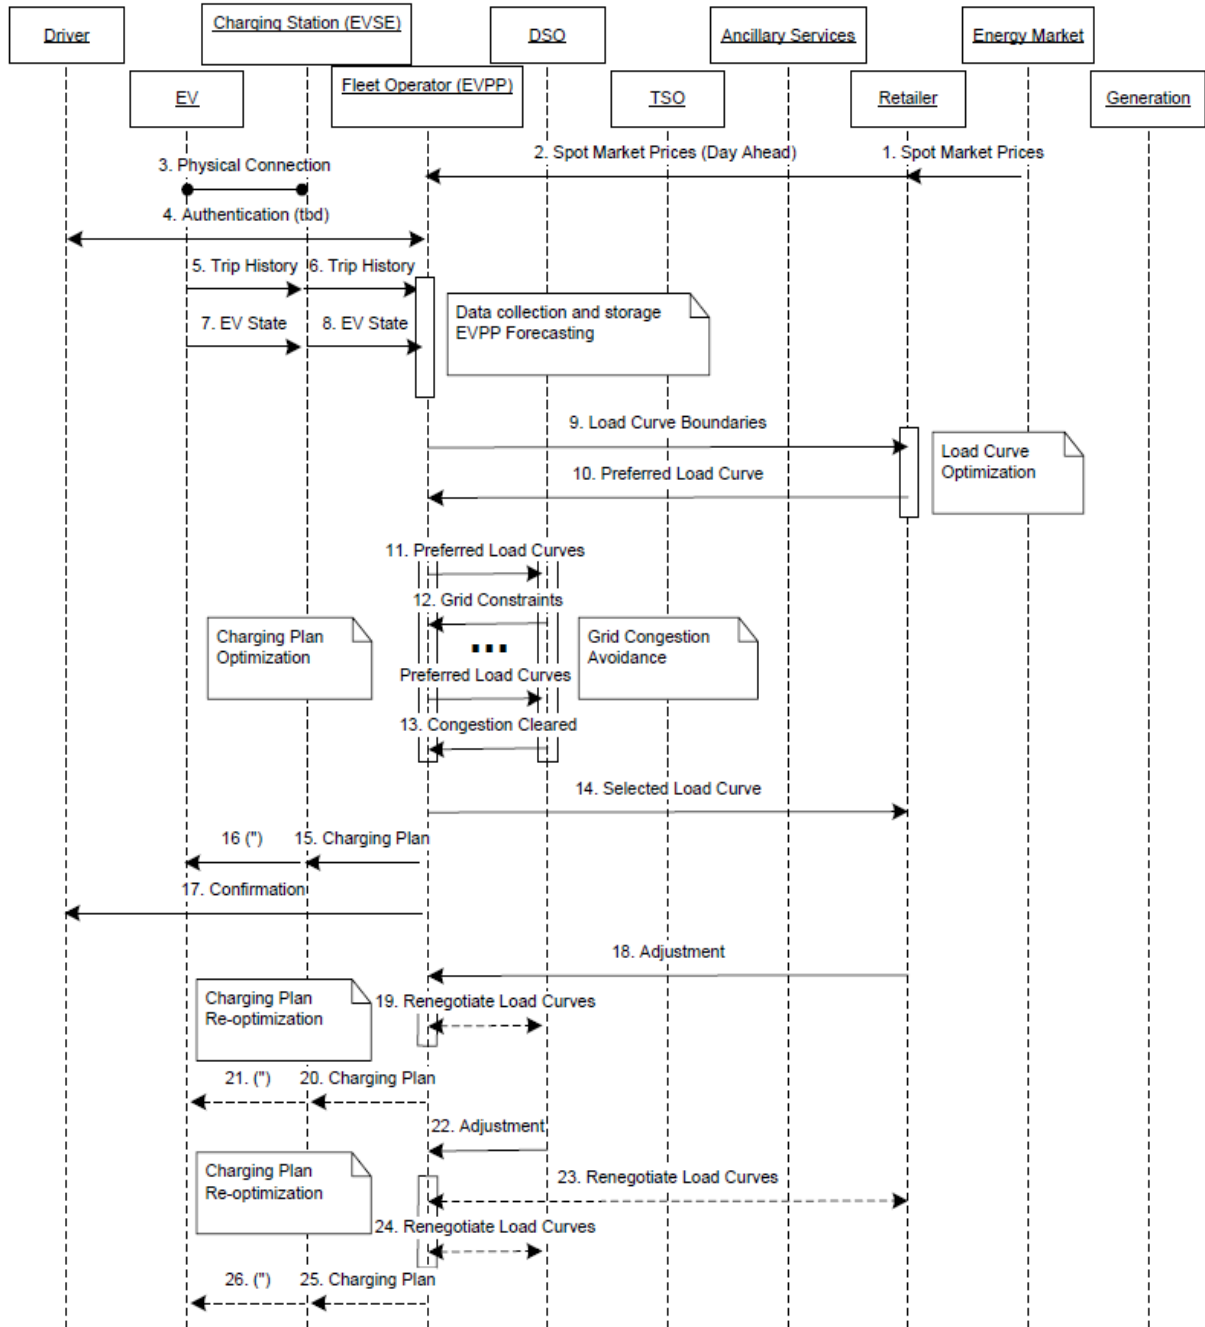 Driver
Charging Station (EVSE)
DSO
Ancillary Services
Energy Market
EV
Fleet Operator (EVPP)
TSO
Retailer
Generation
2. Spot Market Prices (Day Ahead)
1. Spot Market Prices
3. Physical Connection
4. Authentication (tbd)
5. Trip History
6. Trip History
7. EV State
8. EV State
Data collection and storage
EVPP Forecasting
9. Load Curve Boundaries
10. Preferred Load Curve
Load Curve
Optimization
11. Preferred Load Curves
12. Grid Constraints
Charging Plan
Optimization
...
Grid Congestion
Avoidance
Preferred Load Curves
13. Congestion Cleared
14. Selected Load Curve
16 (")
15. Charging Plan
17. Confirmation
18. Adjustment
Charging Plan
Re-optimization
19. Renegotiate Load Curves
21. (")
20. Charging Plan
22. Adjustment
Charging Plan
Re-optimization
23. Renegotiate Load Curves
24. Renegotiate Load Curves
26. (")
25. Charging Plan